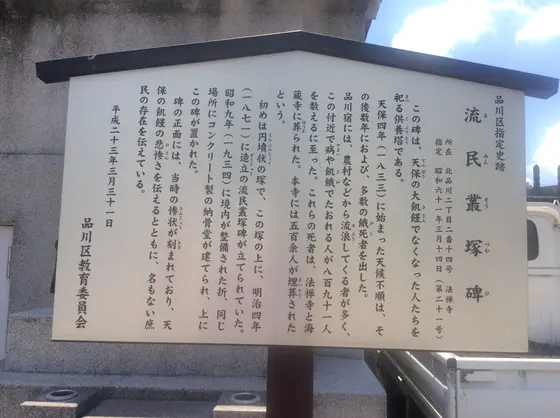 品川区指定史跡
流民叢塚碑
るみんそうづかひ
所在 北品川二丁目二番十四号 法禅寺
指定 昭和六十一年三月十四日(第二十一号)
この碑は、天保の大飢饉でなくなった人たちを
祀る供養塔である。
天保四年(一八三三)に始まった天候不順は、そ
の後数年におよび、多数の餓死者を出した。
品川宿には、農村などから流浪してくる者が多く、
この付近で病や飢餓でたおれる人が八百九十一人
を数えるに至った。これらの死者は、法禅寺と海
蔵寺に葬られた。本寺には五百余人が埋葬された
という。
初めは円墳状の塚で、この塚の上に、明治四年
(一八七一)に造立の流民叢塚碑が立てられていた。
昭和九年(一九三四)に境内が整備された折、同じ
場所にコンクリート製の納骨堂が建てられ、上に
この碑が置かれた。
碑の正面には、当時の惨状が刻まれており、天
保の飢饉の悲惨さを伝えるとともに、名もない庶
民の存在を伝えている。
平成二十三年三月三十一日
品川区教育委員会